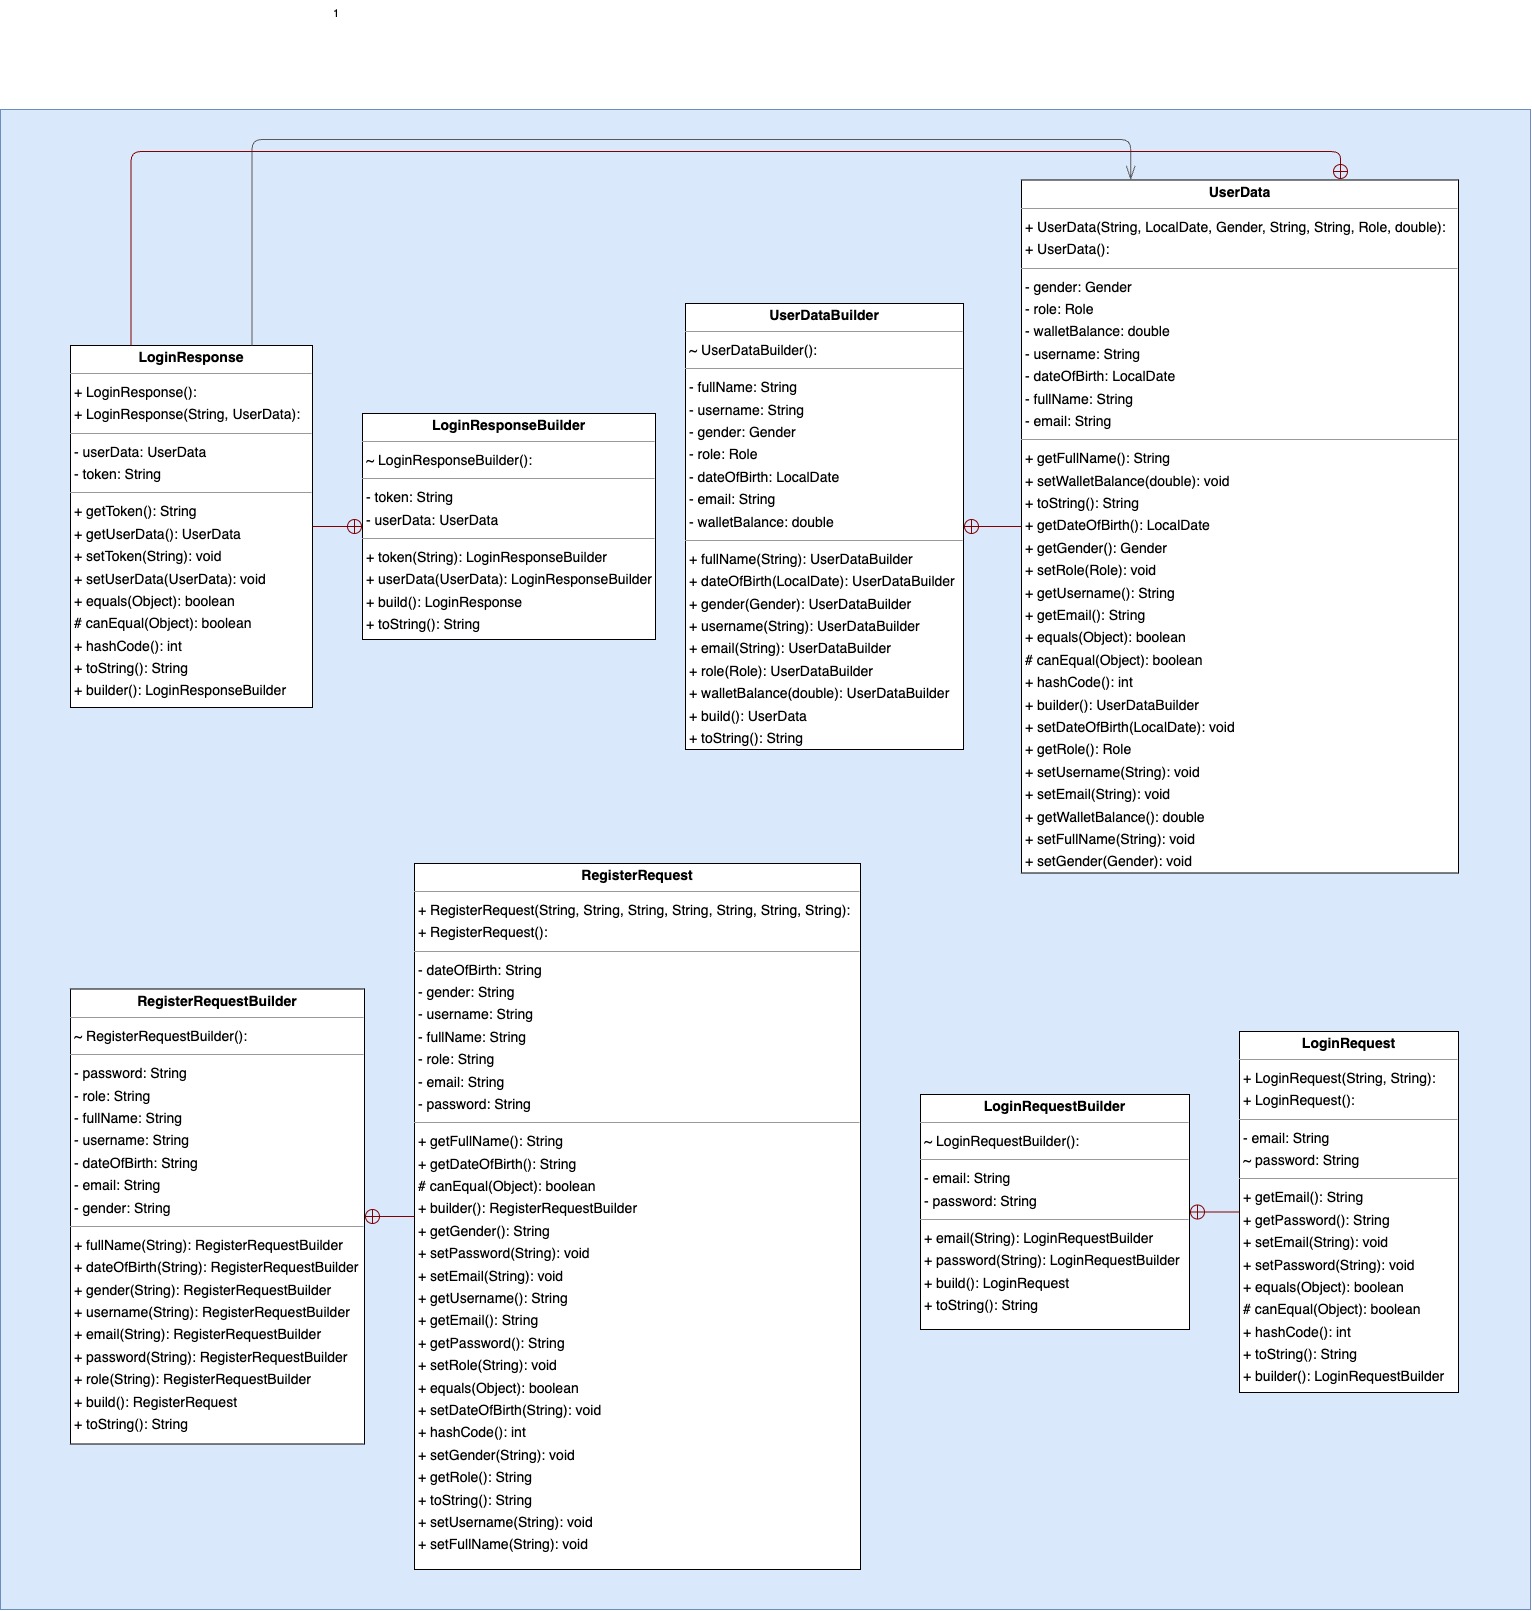 1
LoginResponse
+ LoginResponse():
+ LoginResponse(String, UserData):
- userData: UserData
- token: String
+ getToken(): String
+ getUserData(): UserData
+ setToken(String): void
+ setUserData(UserData): void
+ equals(Object): boolean
# canEqual(Object): boolean
+ hashCode(): int
+ toString(): String
+ builder(): LoginResponseBuilder
LoginResponseBuilder
~ LoginResponseBuilder():
- token: String
- userData: UserData
+ token(String): LoginResponseBuilder
+ userData(UserData): LoginResponseBuilder
+ build(): LoginResponse
+ toString(): String
UserDataBuilder
~ UserDataBuilder():
- fullName: String
- username: String
- gender: Gender
- role: Role
- dateOfBirth: LocalDate
- email: String
- walletBalance: double
+ fullName(String): UserDataBuilder
+ dateOfBirth(LocalDate): UserDataBuilder
+ gender(Gender): UserDataBuilder
+ username(String): UserDataBuilder
+ email(String): UserDataBuilder
+ role(Role): UserDataBuilder
+ walletBalance(double): UserDataBuilder
+ build(): UserData
+ toString(): String
UserData
+ UserData(String, LocalDate, Gender, String, String, Role, double):
+ UserData():
- gender: Gender
- role: Role
- walletBalance: double
- username: String
- dateOfBirth: LocalDate
- fullName: String
- email: String
+ getFullName(): String
+ setWalletBalance(double): void
+ toString(): String
+ getDateOfBirth(): LocalDate
+ getGender(): Gender
+ setRole(Role): void
+ getUsername(): String
+ getEmail(): String
+ equals(Object): boolean
# canEqual(Object): boolean
+ hashCode(): int
+ builder(): UserDataBuilder
+ setDateOfBirth(LocalDate): void
+ getRole(): Role
+ setUsername(String): void
+ setEmail(String): void
+ getWalletBalance(): double
+ setFullName(String): void
+ setGender(Gender): void
RegisterRequestBuilder
~ RegisterRequestBuilder():
- password: String
- role: String
- fullName: String
- username: String
- dateOfBirth: String
- email: String
- gender: String
+ fullName(String): RegisterRequestBuilder
+ dateOfBirth(String): RegisterRequestBuilder
+ gender(String): RegisterRequestBuilder
+ username(String): RegisterRequestBuilder
+ email(String): RegisterRequestBuilder
+ password(String): RegisterRequestBuilder
+ role(String): RegisterRequestBuilder
+ build(): RegisterRequest
+ toString(): String
RegisterRequest
+ RegisterRequest(String, String, String, String, String, String, String):
+ RegisterRequest():
- dateOfBirth: String
- gender: String
- username: String
- fullName: String
- role: String
- email: String
- password: String
+ getFullName(): String
+ getDateOfBirth(): String
# canEqual(Object): boolean
+ builder(): RegisterRequestBuilder
+ getGender(): String
+ setPassword(String): void
+ setEmail(String): void
+ getUsername(): String
+ getEmail(): String
+ getPassword(): String
+ setRole(String): void
+ equals(Object): boolean
+ setDateOfBirth(String): void
+ hashCode(): int
+ setGender(String): void
+ getRole(): String
+ toString(): String
+ setUsername(String): void
+ setFullName(String): void
LoginRequestBuilder
~ LoginRequestBuilder():
- email: String
- password: String
+ email(String): LoginRequestBuilder
+ password(String): LoginRequestBuilder
+ build(): LoginRequest
+ toString(): String
LoginRequest
+ LoginRequest(String, String):
+ LoginRequest():
- email: String
~ password: String
+ getEmail(): String
+ getPassword(): String
+ setEmail(String): void
+ setPassword(String): void
+ equals(Object): boolean
# canEqual(Object): boolean
+ hashCode(): int
+ toString(): String
+ builder(): LoginRequestBuilder